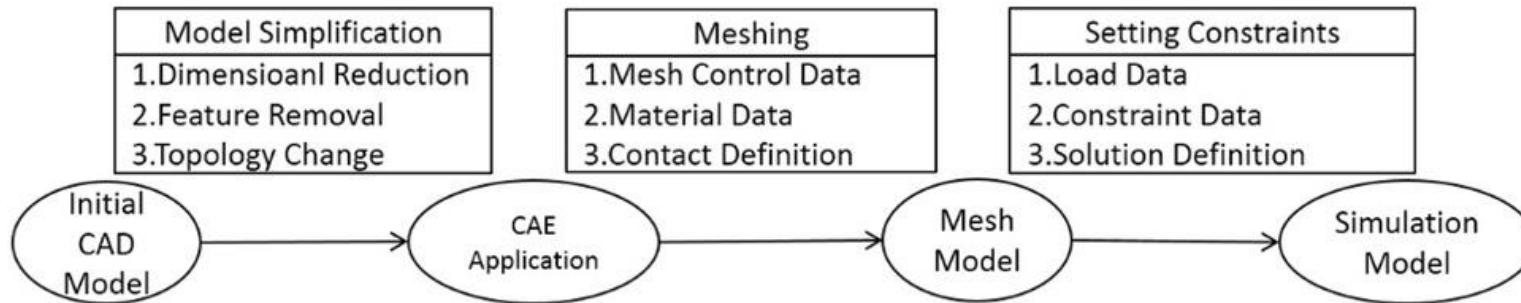 Model Simplification
1.Dimensioanl Reduction
2.Feature Removal
3.Topology Change
Meshing
1.Mesh Control Data
2.Material Data
3.Contact Definition
Setting Constraints
1.Load Data
2.Constraint Data
3.Solution Definition
Initial
CAD
Model
CAE
Application
Mesh
Model
Simulation
Model